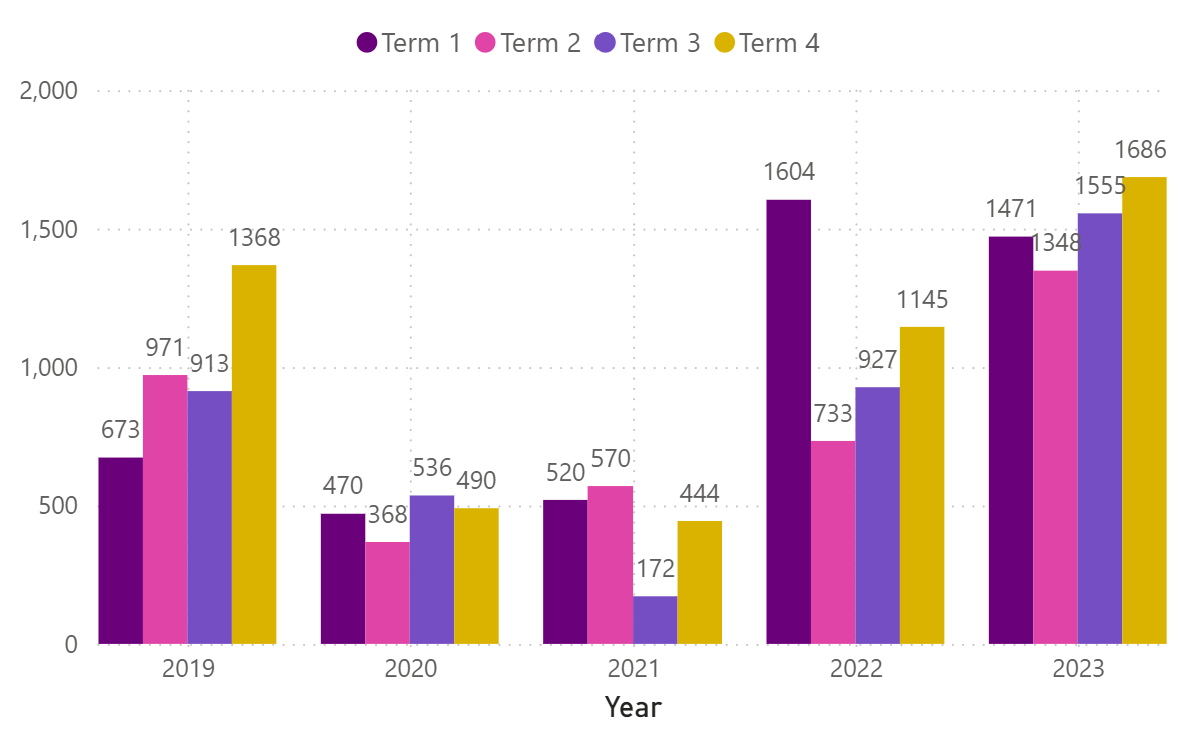 Term 1 Term 2 Term 3 Term 4
2,000
1,500
1,000
500
0
673 971 913 1368
470 368 536 490
520 570 172 444
1604 733 927 1145
1471 1348 1555 1686
2019 2020 2021 2022 2023
Year